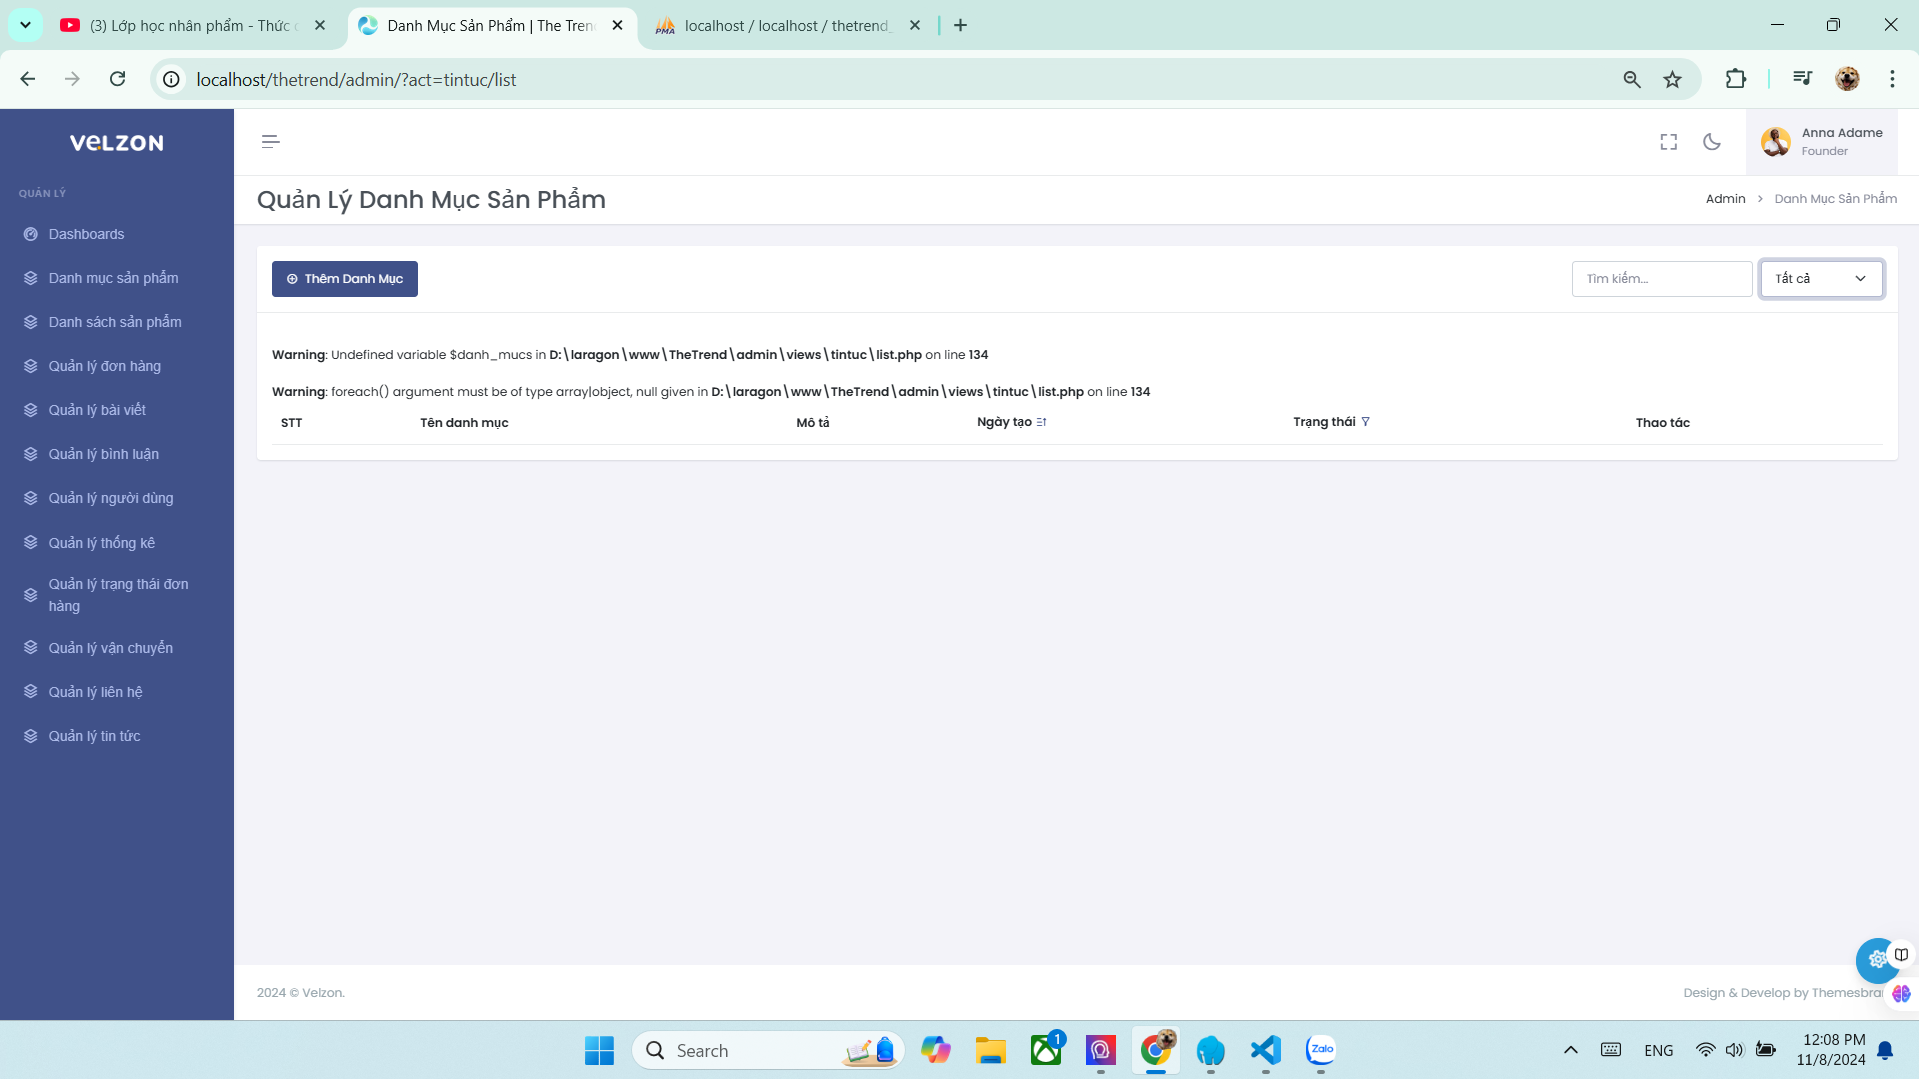 (3) Lớp học nhân phẩm - Thức
Danh Mục Sản Phẩm | The Tren
localhost / localhost / thetrend_
localhost/thetrend/admin/?act=tintuc/list
VELZON
Anna Adame
Founder
QUẢN LÝ
Quản Lý Danh Mục Sản Phẩm
Admin > Danh Mục Sản Phẩm
Dashboards
Danh mục sản phẩm
Danh sách sản phẩm
Quản lý đơn hàng
Quản lý bài viết
Quản lý bình luận
Quản lý người dùng
Quản lý thống kê
Quản lý trạng thái đơn
hàng
Quản lý vận chuyển
Quản lý liên hệ
Quản lý tin tức
Thêm Danh Mục
Tìm kiếm...
Tất cả
Warning: Undefined variable $danh_mucs in D:\laragon\www\TheTrend\admin\views\tintuc\list.php on line 134
Warning: foreach() argument must be of type array|object, null given in D:\laragon\www\TheTrend\admin\views\tintuc\list.php on line 134
STT Tên danh mục Mô tả Ngày tạo Trạng thái Thao tác
2024 © Velzon.
Design & Develop by Themesbra
Search
1
Zalo
ENG
12:08 PM
11/8/2024
PMA